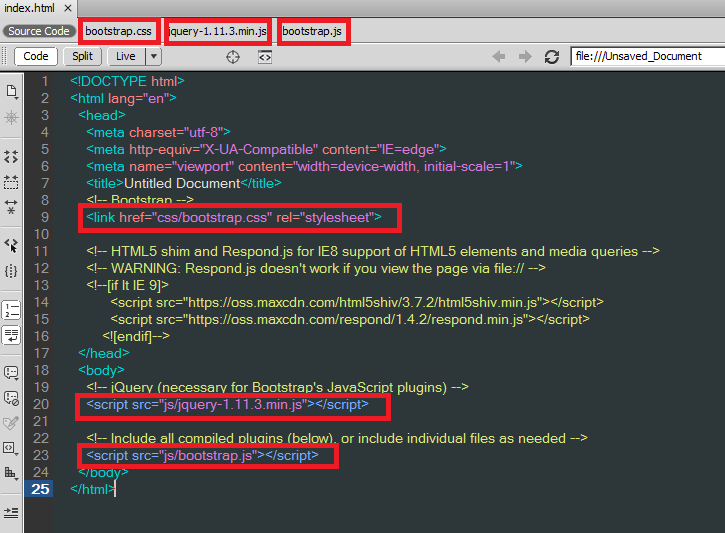 index.html ×
Source Code bootstrap.css jquery-1.11.3.min.js bootstrap.js
Code Split Live file:///Unsaved_Document
1 <!DOCTYPE html>
2 <html lang="en">
3 <head>
4 <meta charset="utf-8">
5 <meta http-equiv="X-UA-Compatible" content="IE=edge">
6 <meta name="viewport" content="width=device-width, initial-scale=1">
7 <title>Untitled Document</title>
8 <!-- Bootstrap -->
9 <link href="css/bootstrap.css" rel="stylesheet">
10
11 <!-- HTML5 shim and Respond.js for IE8 support of HTML5 elements and media queries -->
12 <!-- WARNING: Respond.js doesn't work if you view the page via file:// -->
13 <!--[if lt IE 9]>
14 <script src="https://oss.maxcdn.com/html5shiv/3.7.2/html5shiv.min.js"></script>
15 <script src="https://oss.maxcdn.com/respond/1.4.2/respond.min.js"></script>
16 <![endif]-->
17 </head>
18 <body>
19 <!-- jQuery (necessary for Bootstrap's JavaScript plugins) -->
20 <script src="js/jquery-1.11.3.min.js"></script>
21
22 <!-- Include all compiled plugins (below), or include individual files as needed -->
23 <script src="js/bootstrap.js"></script>
24 </body>
25 </html>